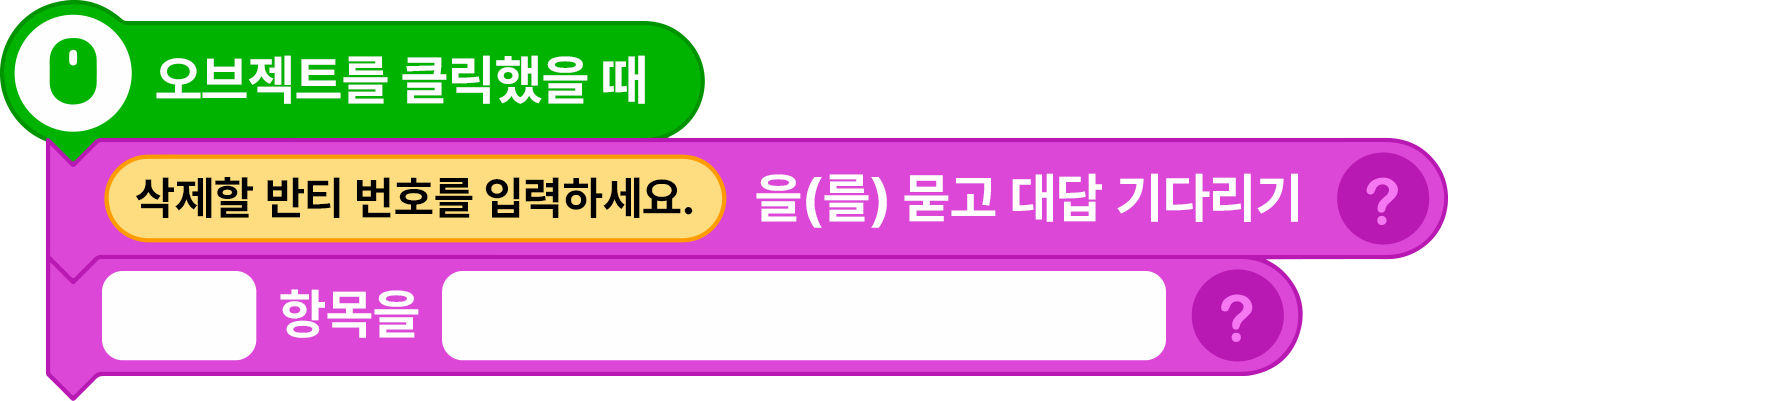 오브젝트를 클릭했을 때
삭제할 반티 번호를 입력하세요. 을(를) 묻고 대답 기다리기 ?
항목을 ?